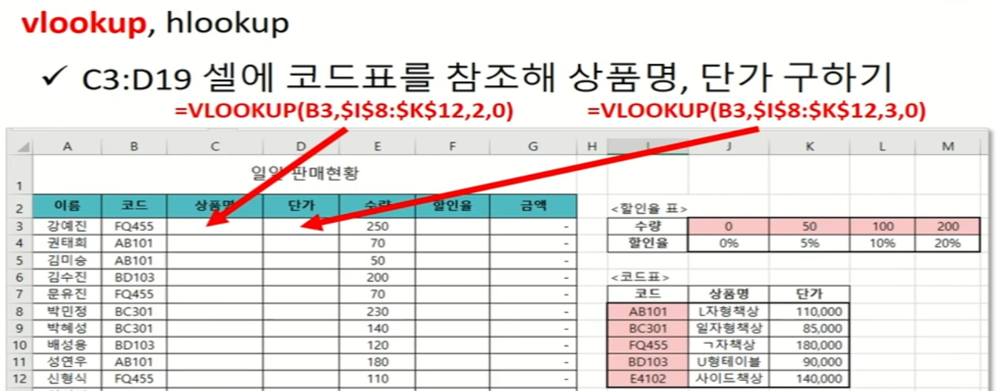 vlookup, hlookup
✓ C3:D19 셀에 코드표를 참조해 상품명, 단가 구하기
=VLOOKUP(B3,$I$8:$K$12,2,0) =VLOOKUP(B3,$I$8:$K$12,3,0)
A B C D E F G H I J K L M
1 일일 판매현황
2 이름 코드 상품명 단가 수량 할인율 금액 <할인율 표>
3 강예진 FQ455 250 - 수량 0 50 100 200
4 권태희 AB101 70 - 할인율 0% 5% 10% 20%
5 김미승 AB101 50 -
6 김수진 BD103 200 - <코드표>
7 문유진 FQ455 70 - 코드 상품명 단가
8 박민정 BC301 230 - AB101 L자형책상 110,000
9 박혜성 BC301 140 - BC301 일자형책상 85,000
10 배성용 BD103 120 - FQ455 ㄱ자책상 180,000
11 성연우 AB101 180 - BD103 U형테이블 90,000
12 신형식 FQ455 110 - E4102 사이드책상 140,000